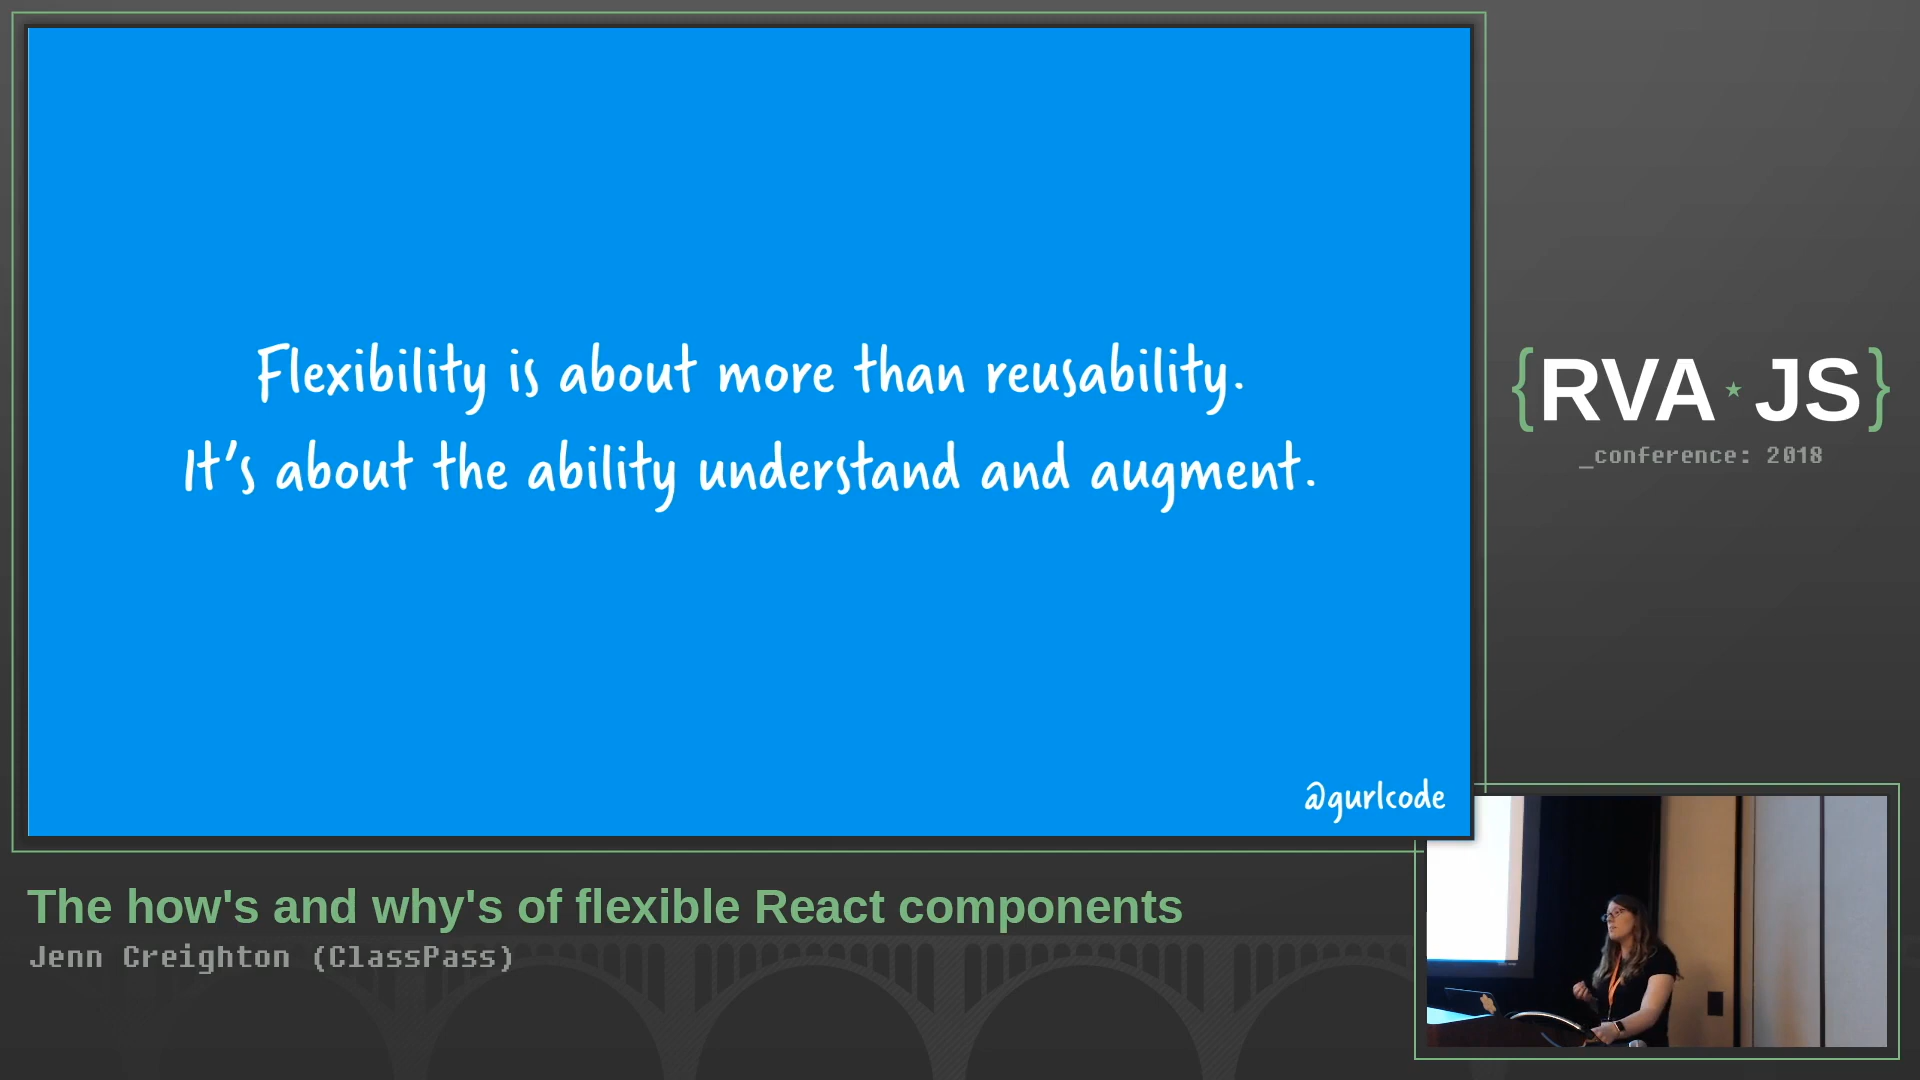 Flexibility is about more than reusability.
It's about the ability understand and augment.
@gurlcode
{RVA★JS}
_conference: 2018
The how's and why's of flexible React components
Jenn Creighton (ClassPass)